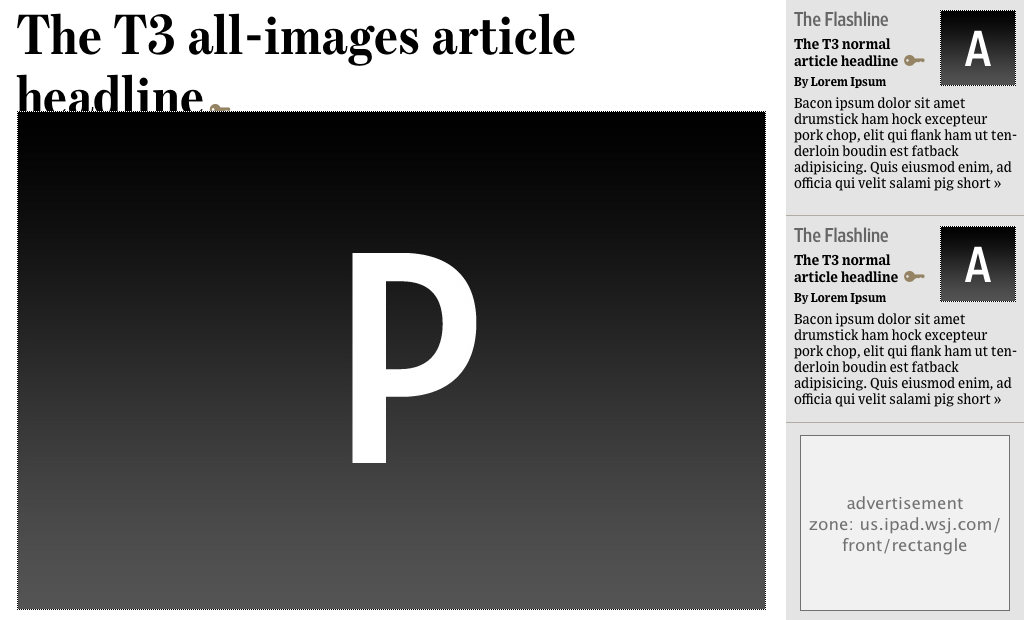 The T3 all-images article
headline
P
The Flashline
The T3 normal
article headline
By Lorem Ipsum
A
Bacon ipsum dolor sit amet
drumstick ham hock excepteur
pork chop, elit qui flank ham ut ten-
derloin boudin est fatback
adipisicing. Quis eiusmod enim, ad
officia qui velit salami pig short »
The Flashline
The T3 normal
article headline
By Lorem Ipsum
A
Bacon ipsum dolor sit amet
drumstick ham hock excepteur
pork chop, elit qui flank ham ut ten-
derloin boudin est fatback
adipisicing. Quis eiusmod enim, ad
officia qui velit salami pig short »
advertisement
zone: us.ipad.wsj.com/
front/rectangle